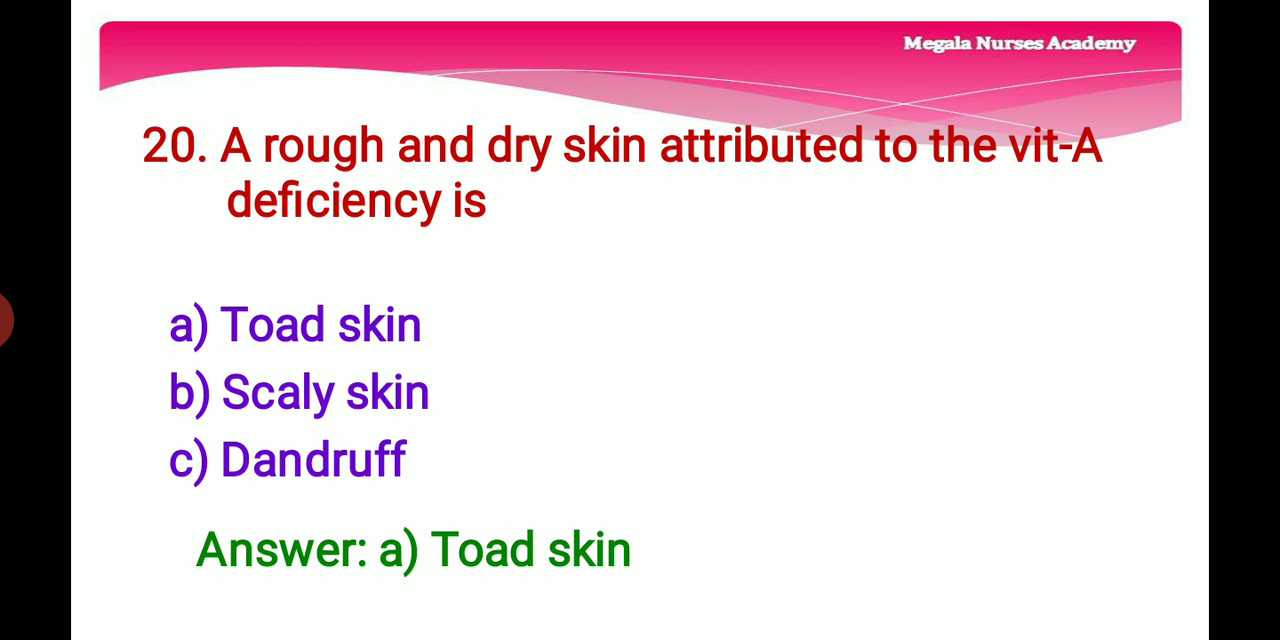 Megala Nurses Academy
20. A rough and dry skin attributed to the vit-A
deficiency is
a) Toad skin
b) Scaly skin
c) Dandruff
Answer: a) Toad skin